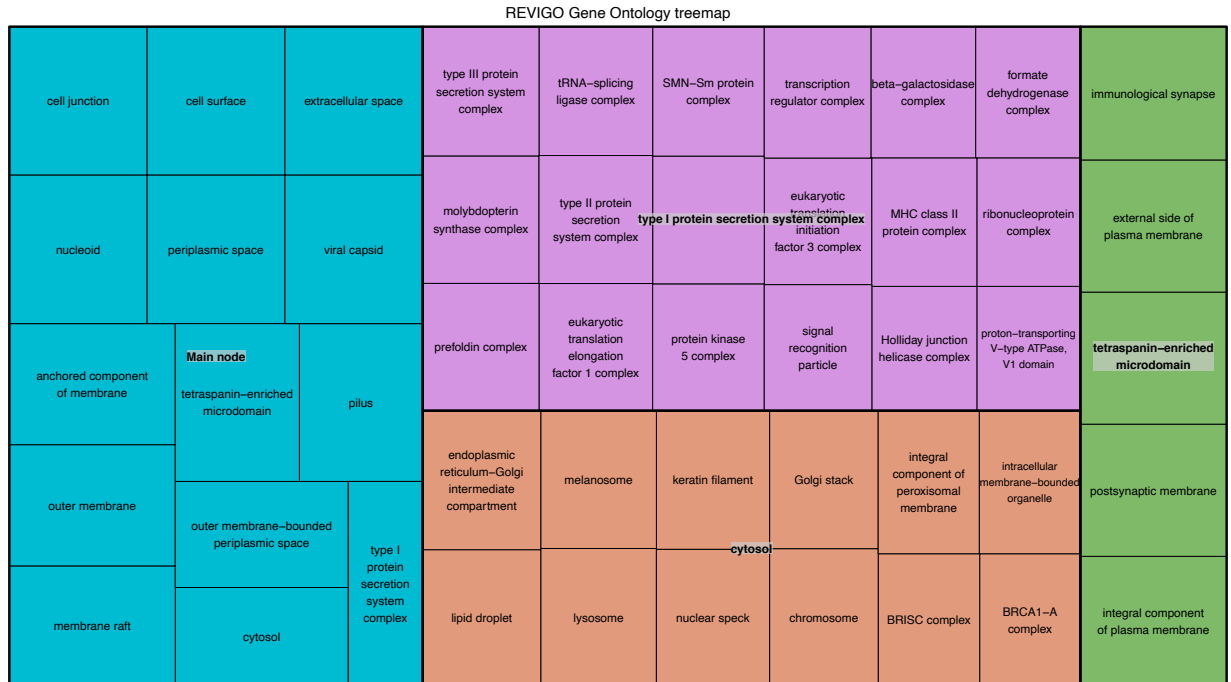 REVIGO Gene Ontology treemap
cell junction
cell surface
extracellular space
nucleoid
periplasmic space
viral capsid
anchored component
of membrane
Main node
tetraspanin−enriched
microdomain
pilus
outer membrane
outer membrane−bounded
periplasmic space
type I
protein
secretion
system
complex
membrane raft
cytosol
type III protein
secretion system
complex
tRNA−splicing
ligase complex
SMN−Sm protein
complex
transcription
regulator complex
beta−galactosidase
complex
formate
dehydrogenase
complex
molybdopterin
synthase complex
type II protein
secretion
system complex
type I protein secretion system complex
eukaryotic
translation
initiation
factor 3 complex
MHC class II
protein complex
ribonucleoprotein
complex
prefoldin complex
eukaryotic
translation
elongation
factor 1 complex
protein kinase
5 complex
signal
recognition
particle
Holliday junction
helicase complex
proton−transporting
V−type ATPase,
V1 domain
endoplasmic
reticulum−Golgi
intermediate
compartment
melanosome
keratin filament
Golgi stack
integral
component of
peroxisomal
membrane
intracellular
membrane−bounded
organelle
cytosol
lipid droplet
lysosome
nuclear speck
chromosome
BRISC complex
BRCA1−A
complex
immunological synapse
external side of
plasma membrane
tetraspanin−enriched
microdomain
postsynaptic membrane
integral component
of plasma membrane